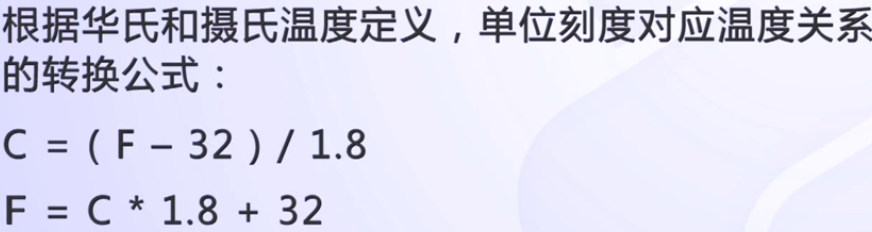 根据华氏和摄氏温度定义，单位刻度对应温度关系
的转换公式：
C = ( F – 32 ) / 1.8
F = C * 1.8 + 32